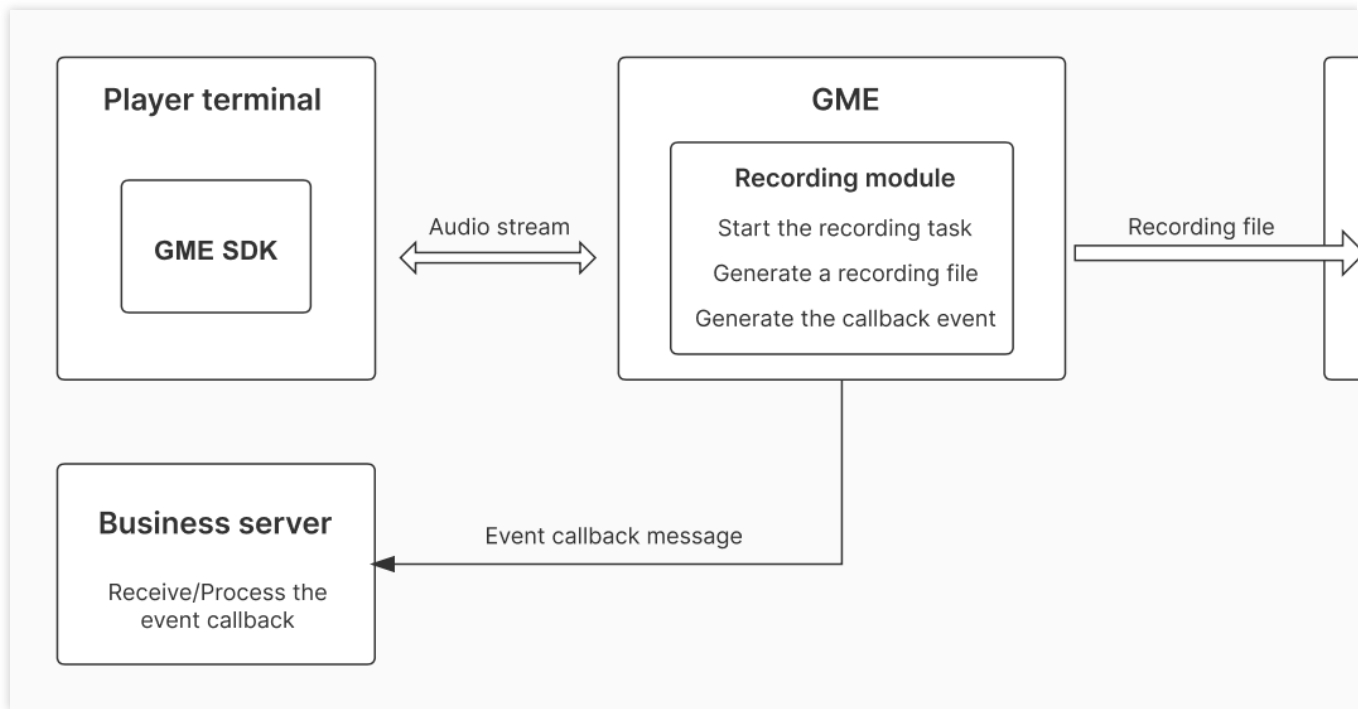 Player terminal
GME SDK
Audio stream
GME
Recording module
Start the recording task
Generate a recording file
Generate the callback event
Recording file
Business server
Receive/Process the
event callback
Event callback message